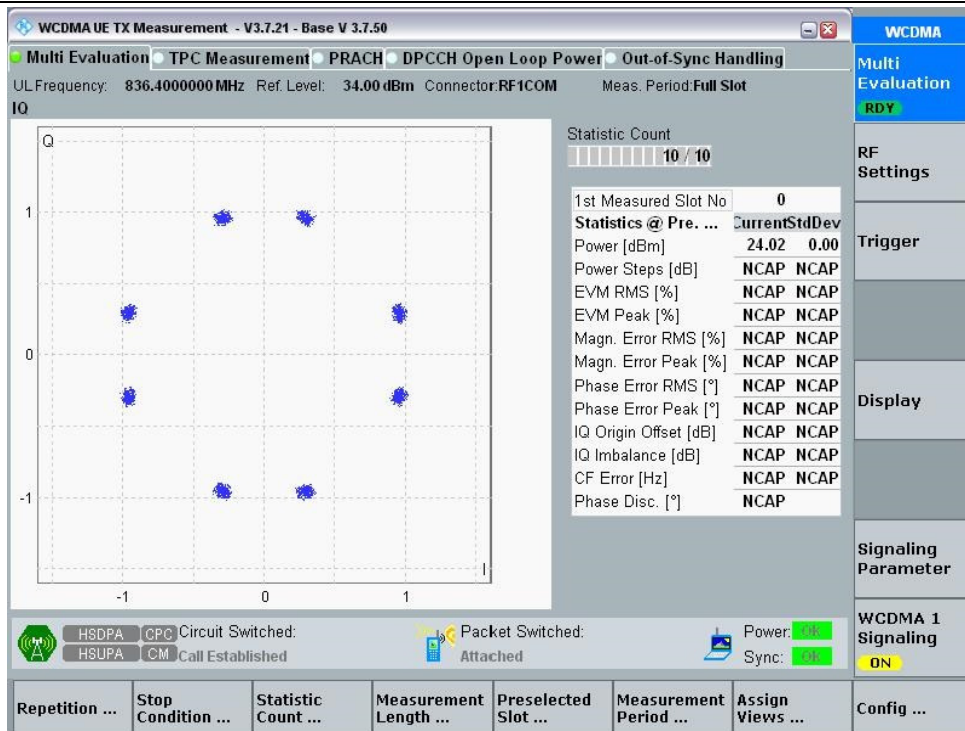 WCDMA UE TX Measurement - V3.7.21 - Base V 3.7.50
WCDMA
Multi Evaluation TPC Measurement PRACH DPCCH Open Loop Power Out-of-Sync Handling
Multi Evaluation
RDY
UL Frequency: 836.4000000 MHz Ref. Level: 34.00 dBm Connector:RF1COM Meas. Period:Full Slot
IQ
Q
1
0
-1
-1 0 1
I
Statistic Count
10 / 10
1st Measured Slot No 0
Statistics @ Pre. ... Current StdDev
Power [dBm] 24.02 0.00
Power Steps [dB] NCAP NCAP
EVM RMS [%] NCAP NCAP
EVM Peak [%] NCAP NCAP
Magn. Error RMS [%] NCAP NCAP
Magn. Error Peak [%] NCAP NCAP
Phase Error RMS [°] NCAP NCAP
Phase Error Peak [°] NCAP NCAP
IQ Origin Offset [dB] NCAP NCAP
IQ Imbalance [dB] NCAP NCAP
CF Error [Hz] NCAP NCAP
Phase Disc. [°] NCAP
RF
Settings
Trigger
Display
Signaling
Parameter
WCDMA 1
Signaling
ON
HSDPA CPC Circuit Switched: Packet Switched: Power: OK
HSUPA CM Call Established Attached Sync: OK
Repetition ...
Stop
Condition ...
Statistic
Count ...
Measurement
Length ...
Preselected
Slot ...
Measurement
Period ...
Assign
Views ...
Config ...